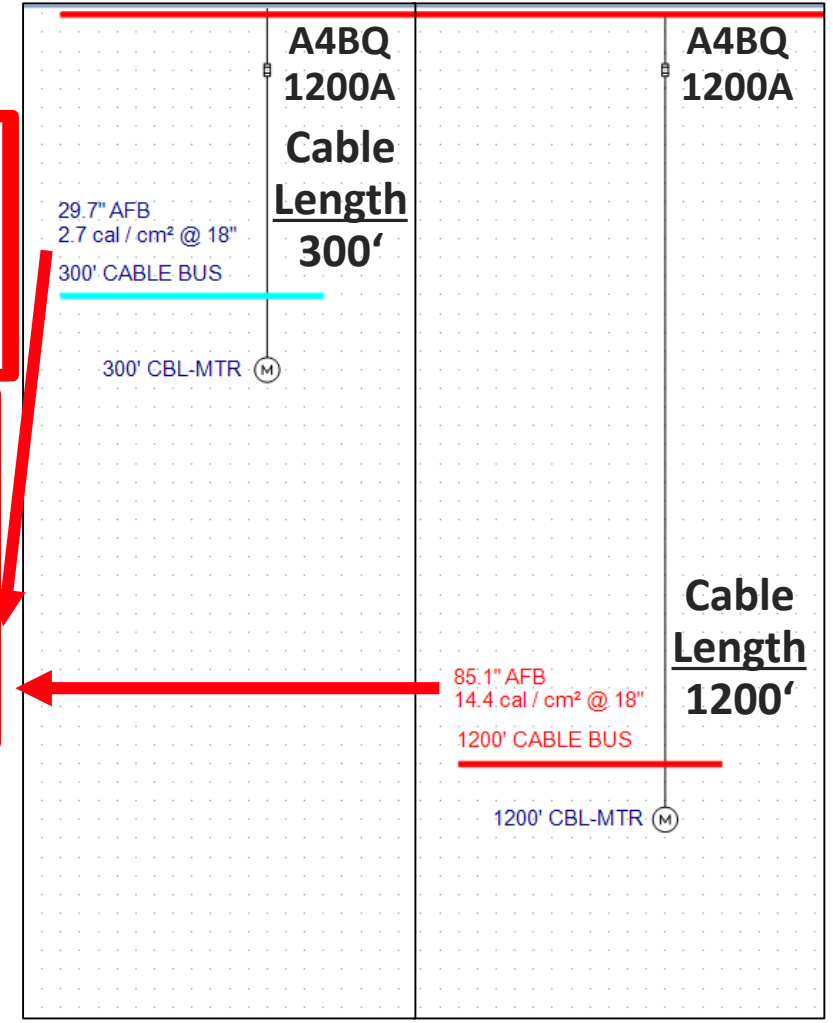 A4BQ
1200A
Cable
Length
300‘
29.7" AFB
2.7 cal / cm² @ 18"
300' CABLE BUS
300' CBL-MTR M
A4BQ
1200A
Cable
Length
1200‘
85.1" AFB
14.4 cal / cm² @ 18"
1200' CABLE BUS
1200' CBL-MTR M